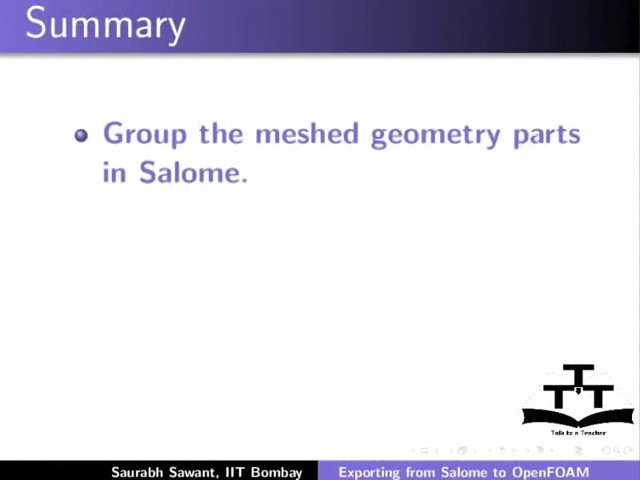 Summary
Group the meshed geometry parts
in Salome.
T
T T
Talk to a Teacher
Saurabh Sawant, IIT Bombay
Exporting from Salome to OpenFOAM